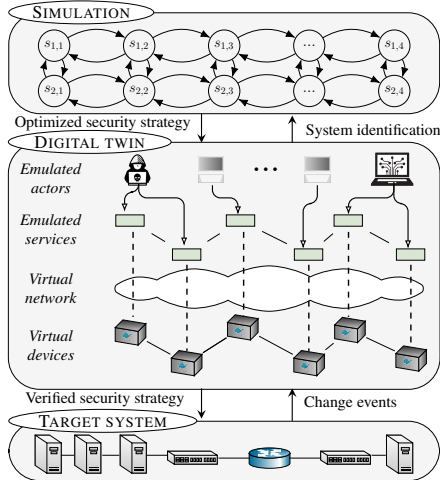 SIMULATION
s1,1 s1,2 s1,3 ... s1,4
s2,1 s2,2 s2,3 ... s2,4
Optimized security strategy
System identification
DIGITAL TWIN
Emulated
actors
Emulated
services
Virtual
network
Virtual
devices
Verified security strategy
Change events
TARGET SYSTEM